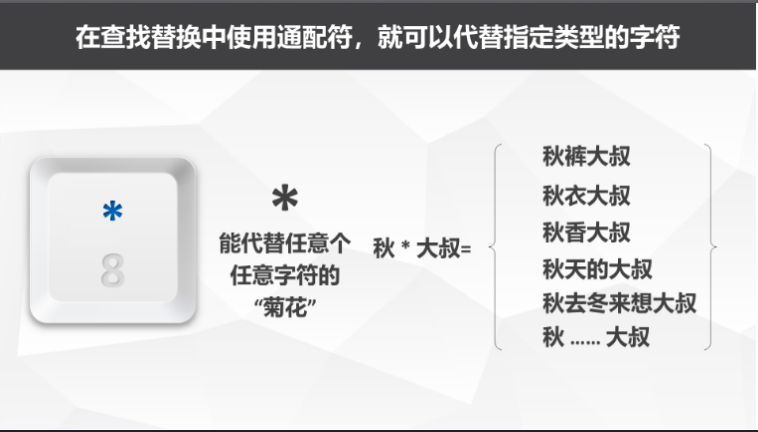 在查找替换中使用通配符，就可以代替指定类型的字符
*
8
*
能代替任意个
任意字符的
“菊花”
秋 * 大叔=
秋裤大叔
秋衣大叔
秋香大叔
秋天的大叔
秋去冬来想大叔
秋 …… 大叔